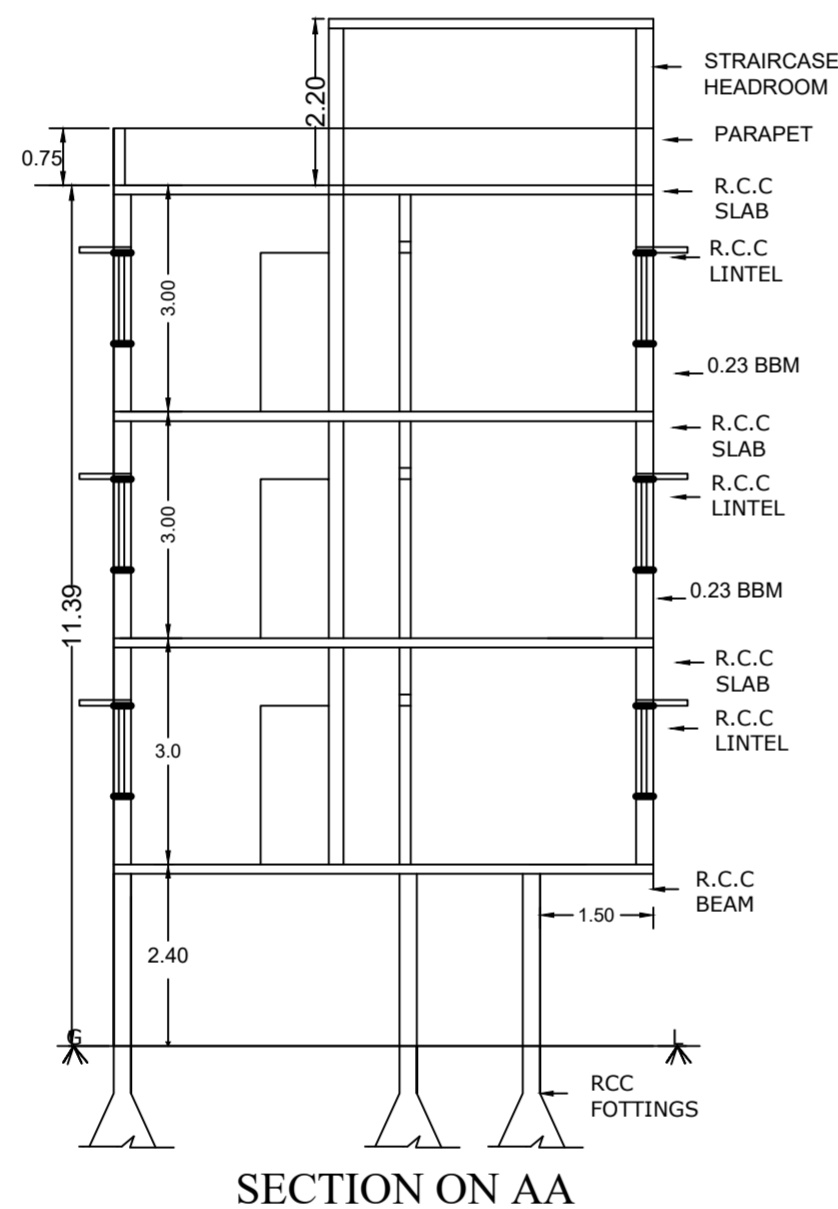 STRAIRCASE
HEADROOM
2.20
PARAPET
0.75
R.C.C
SLAB
R.C.C
LINTEL
3.00
0.23 BBM
R.C.C
SLAB
R.C.C
LINTEL
3.00
0.23 BBM
11.39
R.C.C
SLAB
R.C.C
LINTEL
3.0
R.C.C
BEAM
1.50
2.40
G
L
RCC
FOTTINGS
SECTION ON AA